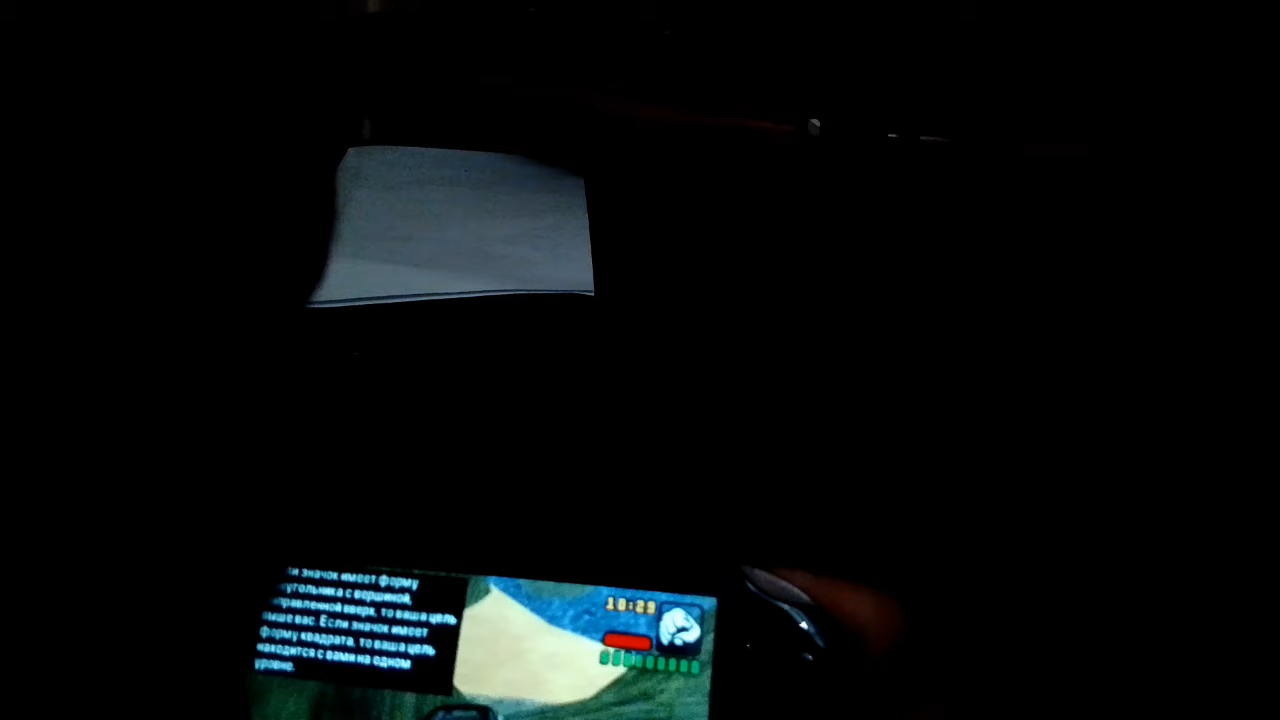 значок имеет форму
угольника с вершиной,
правленной вверх, то ваша цель
выше вас. Если значок имеет
форму квадрата, то ваша цель
находится с вами на одном
уровне.
10:29